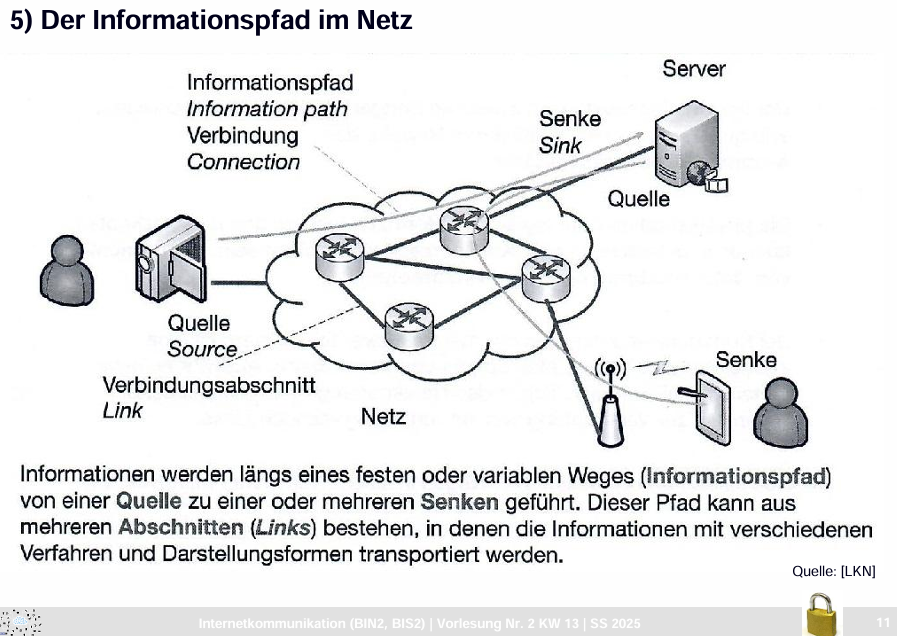 5) Der Informationspfad im Netz
Server
Informationspfad
Information path
Verbindung
Connection
Senke
Sink
Quelle
Quelle
Source
Verbindungsabschnitt
Link
Netz
Senke
Informationen werden längs eines festen oder variablen Weges (Informationspfad)
von einer Quelle zu einer oder mehreren Senken geführt. Dieser Pfad kann aus
mehreren Abschnitten (Links) bestehen, in denen die Informationen mit verschiedenen
Verfahren und Darstellungsformen transportiert werden.
Quelle: [LKN]
Internetkommunikation (BIN2, BIS2) | Vorlesung Nr. 2 KW 13 | SS 2025
11